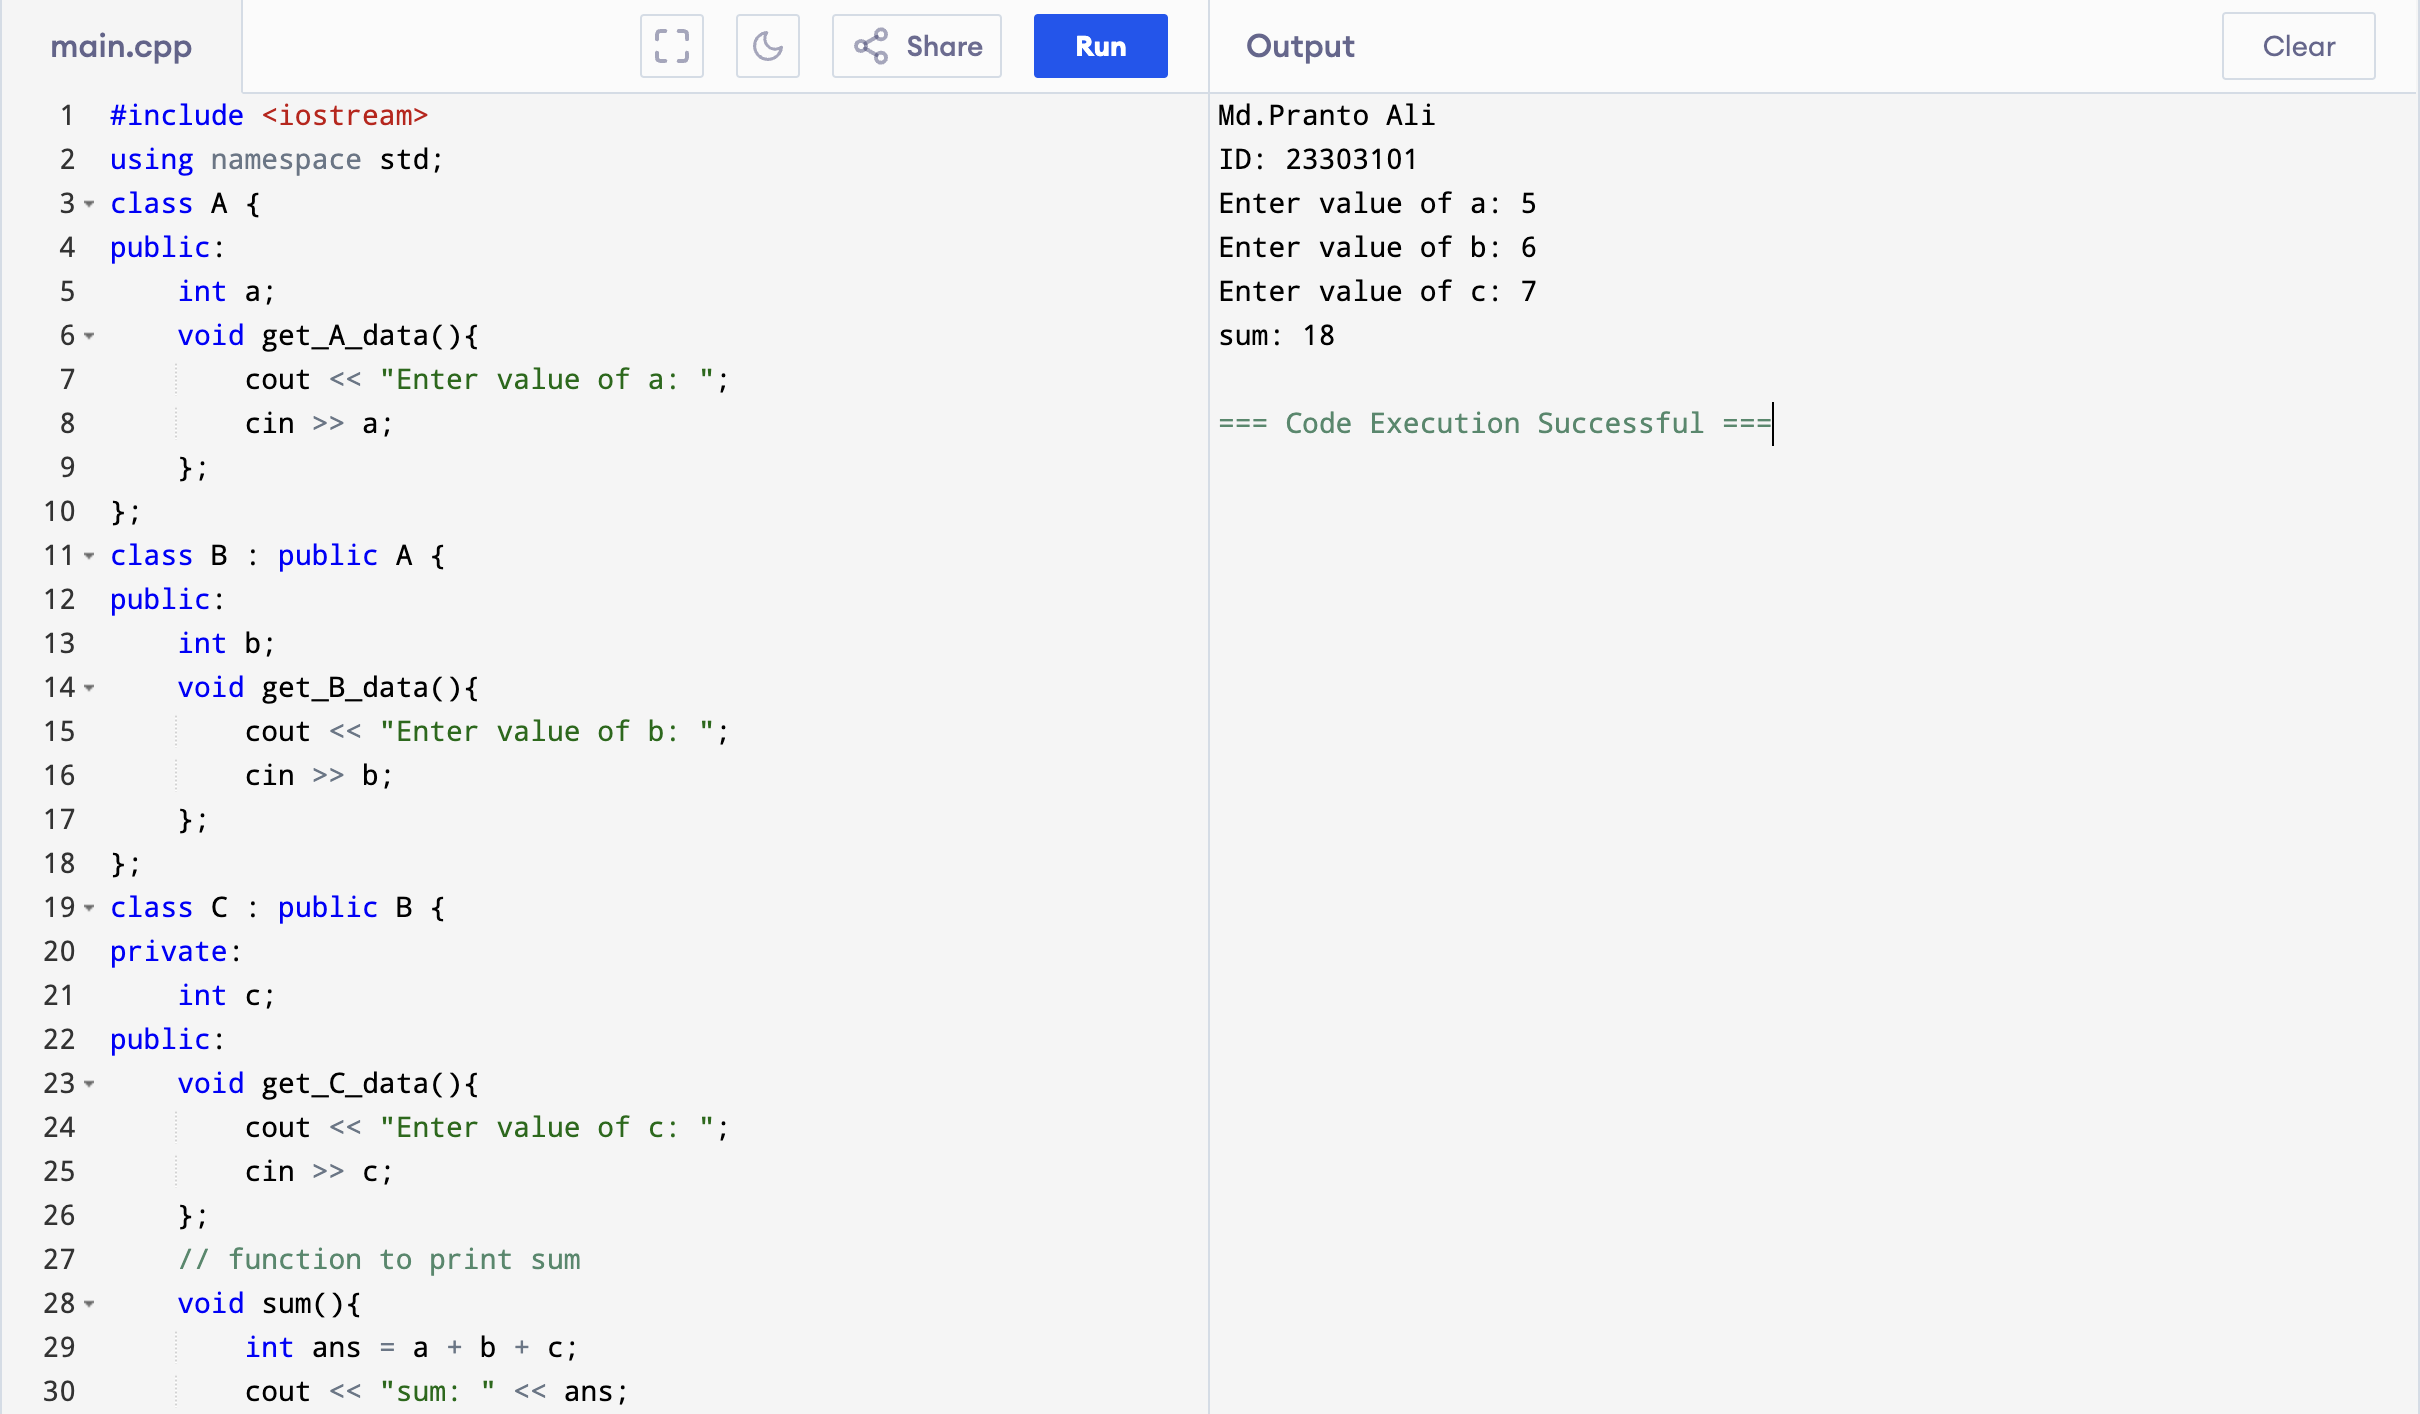 main.cpp
Share
Run
Output
Clear
1 #include <iostream>
2 using namespace std;
3 class A {
4 public:
5     int a;
6     void get_A_data(){
7         cout << "Enter value of a: ";
8         cin >> a;
9     };
10 };
11 class B : public A {
12 public:
13     int b;
14     void get_B_data(){
15         cout << "Enter value of b: ";
16         cin >> b;
17     };
18 };
19 class C : public B {
20 private:
21     int c;
22 public:
23     void get_C_data(){
24         cout << "Enter value of c: ";
25         cin >> c;
26     };
27     // function to print sum
28     void sum(){
29         int ans = a + b + c;
30         cout << "sum: " << ans;
Md.Pranto Ali
ID: 23303101
Enter value of a: 5
Enter value of b: 6
Enter value of c: 7
sum: 18
=== Code Execution Successful ===